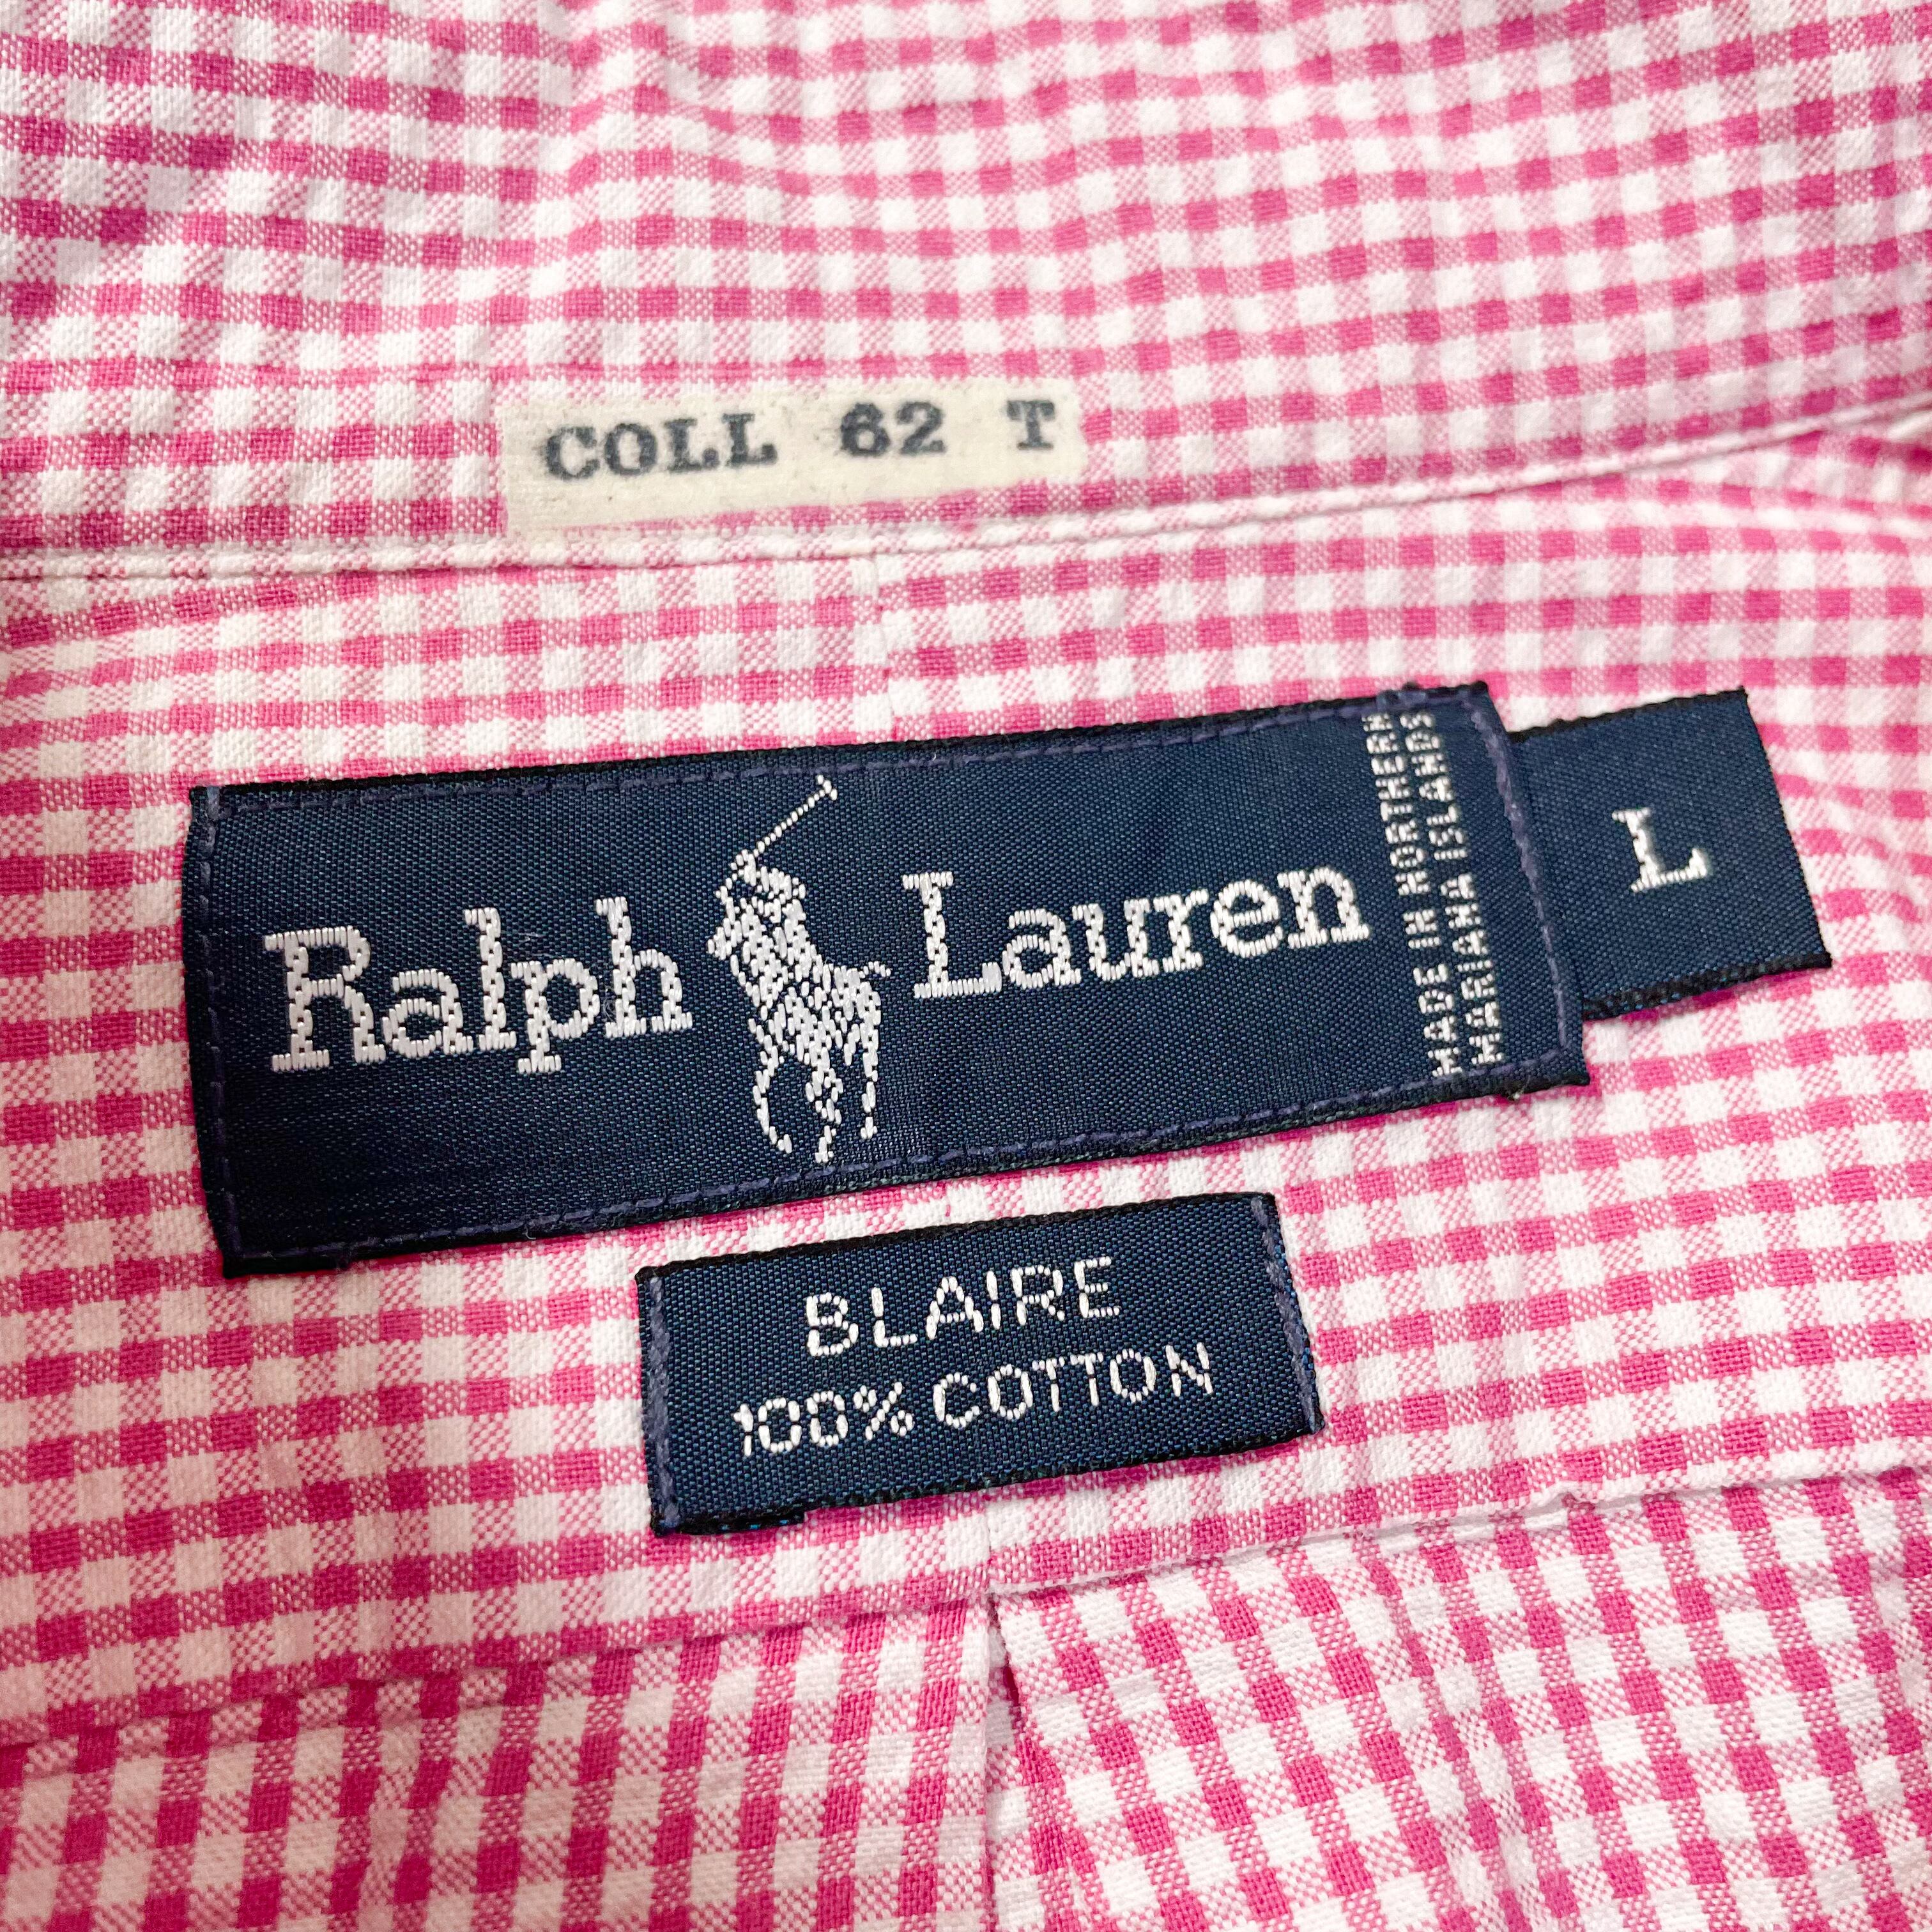 COLL 62 T
Ralph Lauren
MADE IN NORTHERN
MARIANA ISLANDS
L
BLAIRE
100% COTTON